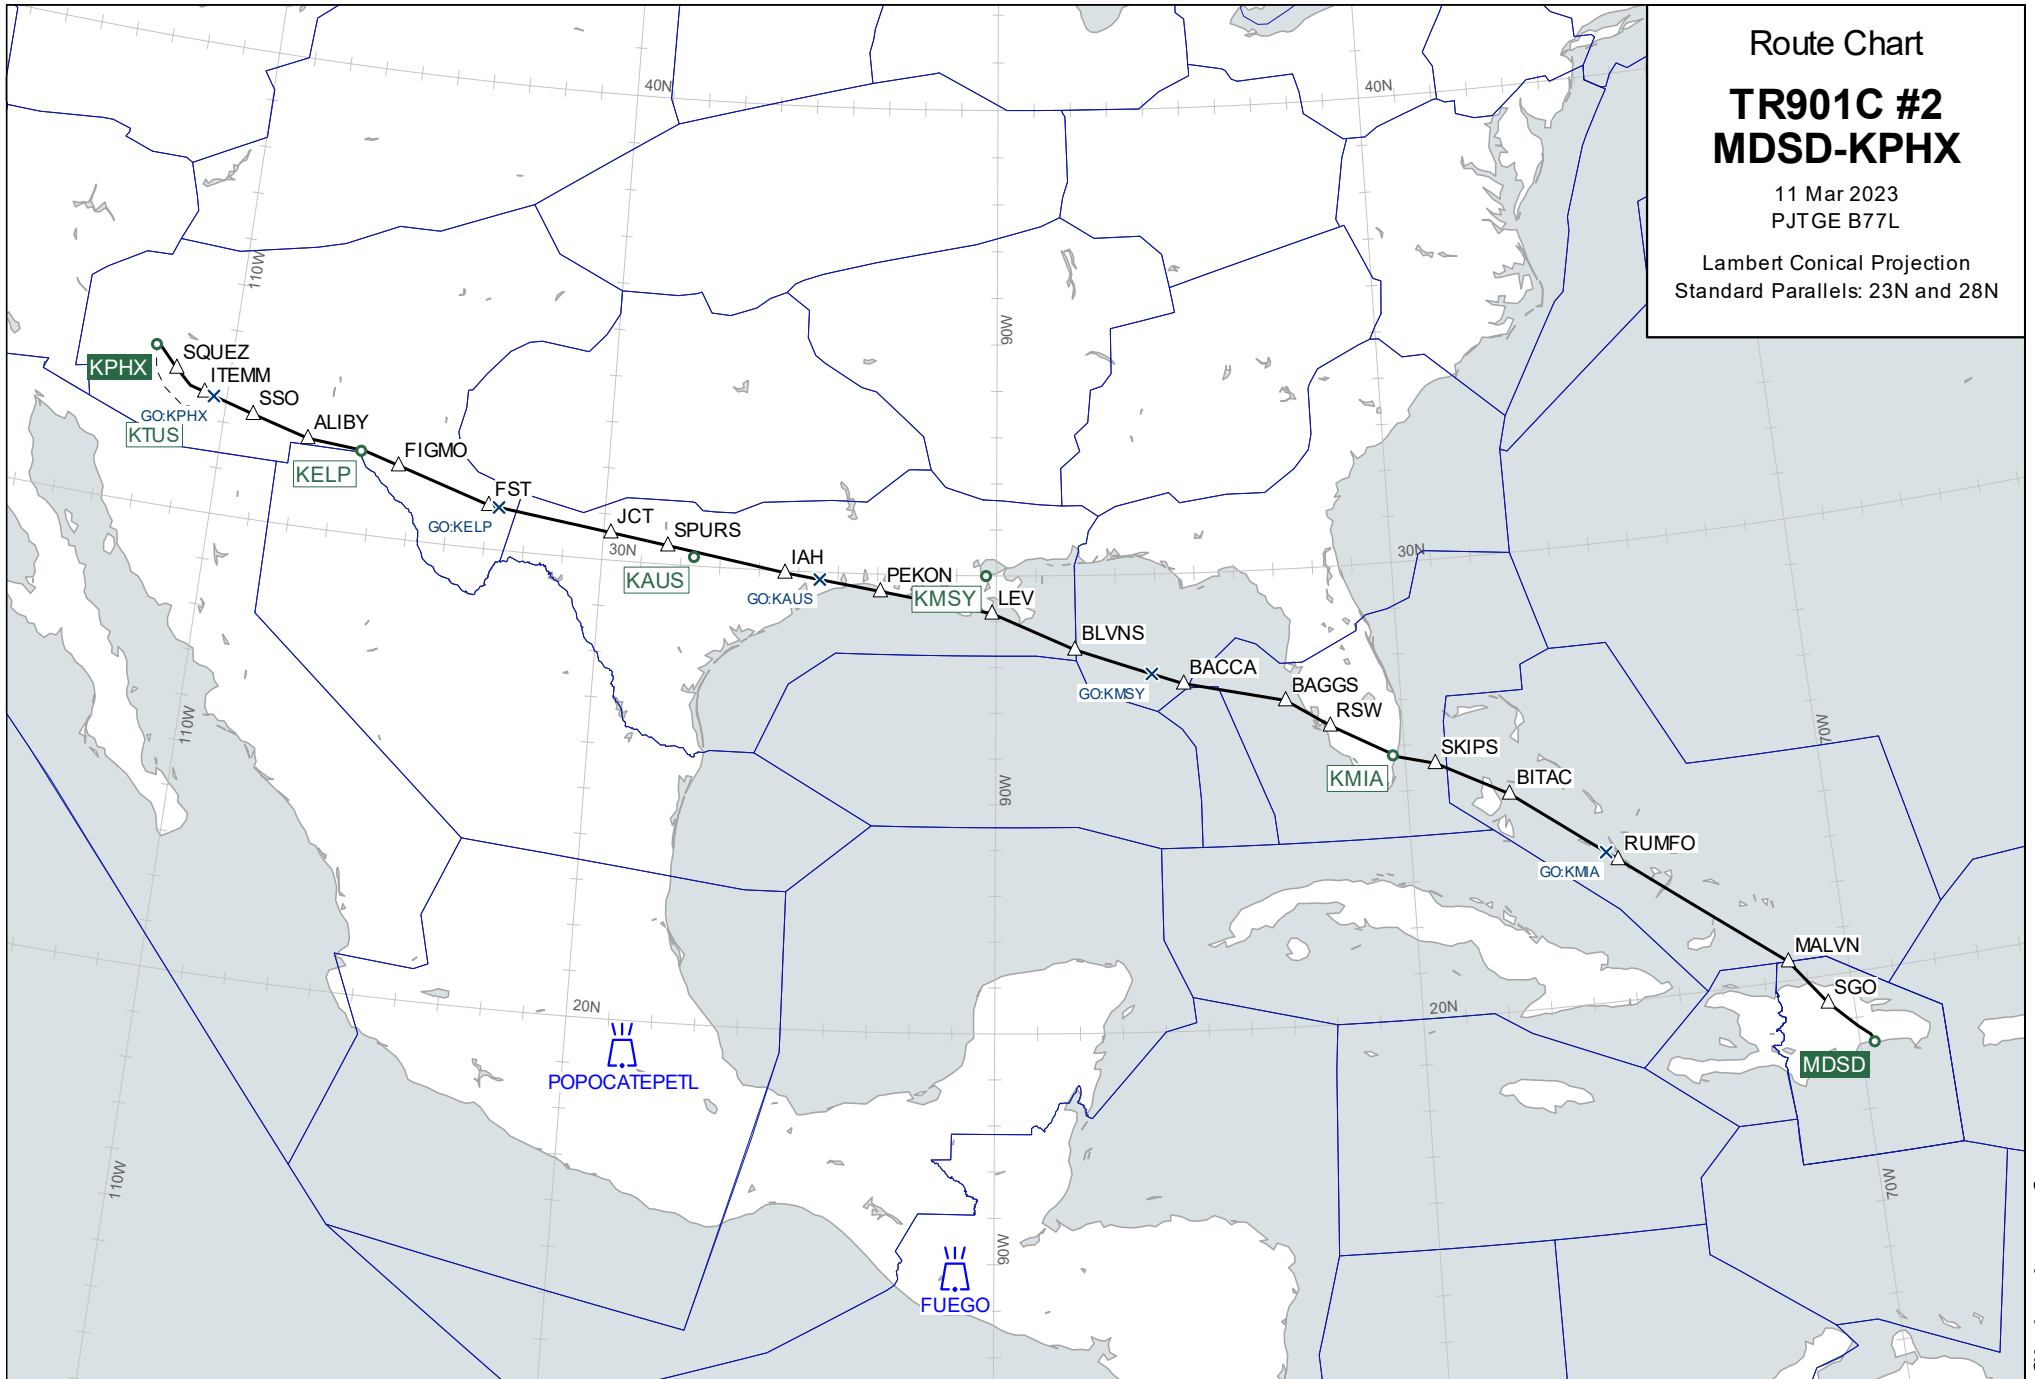 Route Chart
TR901C #2
MDSD-KPHX
11 Mar 2023
PJTGE B77L
Lambert Conical Projection
Standard Parallels: 23N and 28N
40N
40N
110W
90W
SQUEZ
KPHX
ITEMM
SSO
GO:KPHX
KTUS
ALIBY
FIGMO
KELP
FST
GO:KELP
JCT
SPURS
30N
30N
IAH
KAUS
PEKON
GO:KAUS
KMSY
LEV
BLVNS
BACCA
GO:KMSY
BAGGS
RSW
110W
70W
SKIPS
KMIA
BITAC
90W
RUMFO
GO:KMIA
MALVN
SGO
20N
20N
MDSD
POPOCATEPETL
110W
70W
90W
FUEGO